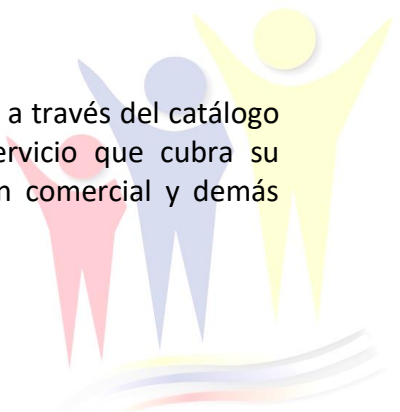 a través del catálogo
ervicio que cubra su
n comercial y demás